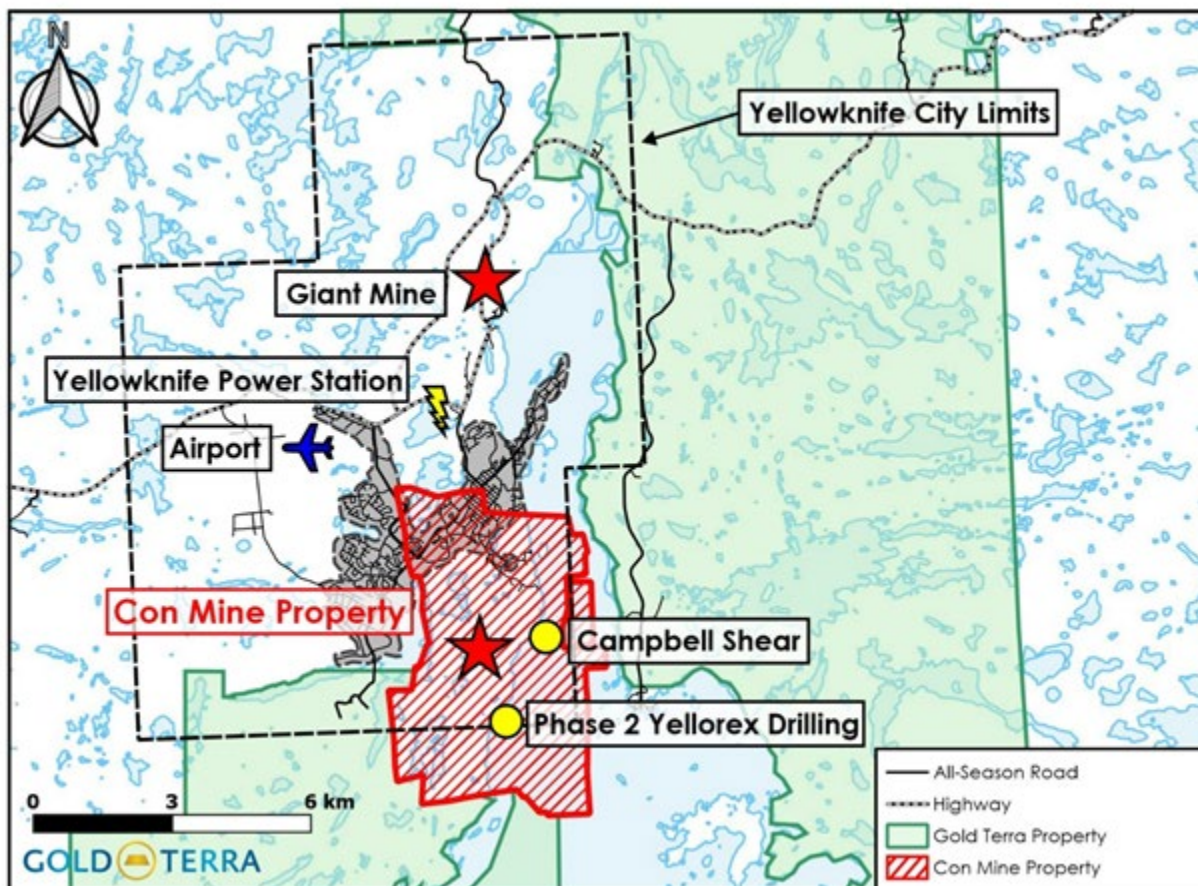 N
Yellowknife City Limits
Giant Mine
Yellowknife Power Station
Airport
Con Mine Property
Campbell Shear
Phase 2 Yellorex Drilling
0 3 6 km
GOLD TERRA
All-Season Road
Highway
Gold Terra Property
Con Mine Property